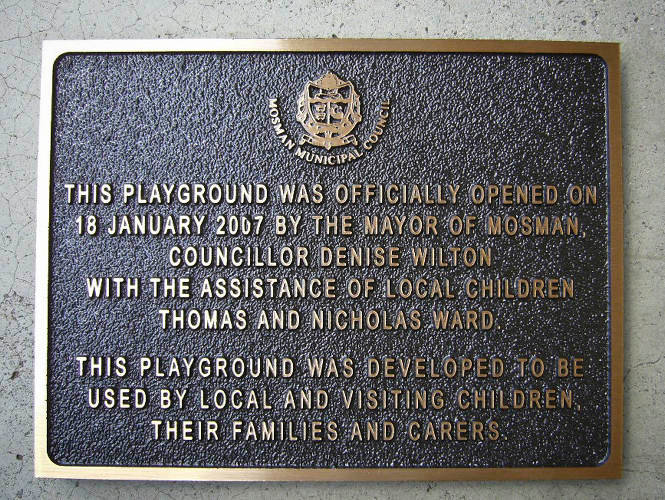 MOSMAN MUNICIPAL COUNCIL
THIS PLAYGROUND WAS OFFICIALLY OPENED ON
18 JANUARY 2007 BY THE MAYOR OF MOSMAN,
COUNCILLOR DENISE WILTON
WITH THE ASSISTANCE OF LOCAL CHILDREN
THOMAS AND NICHOLAS WARD.
THIS PLAYGROUND WAS DEVELOPED TO BE
USED BY LOCAL AND VISITING CHILDREN,
THEIR FAMILIES AND CARERS.